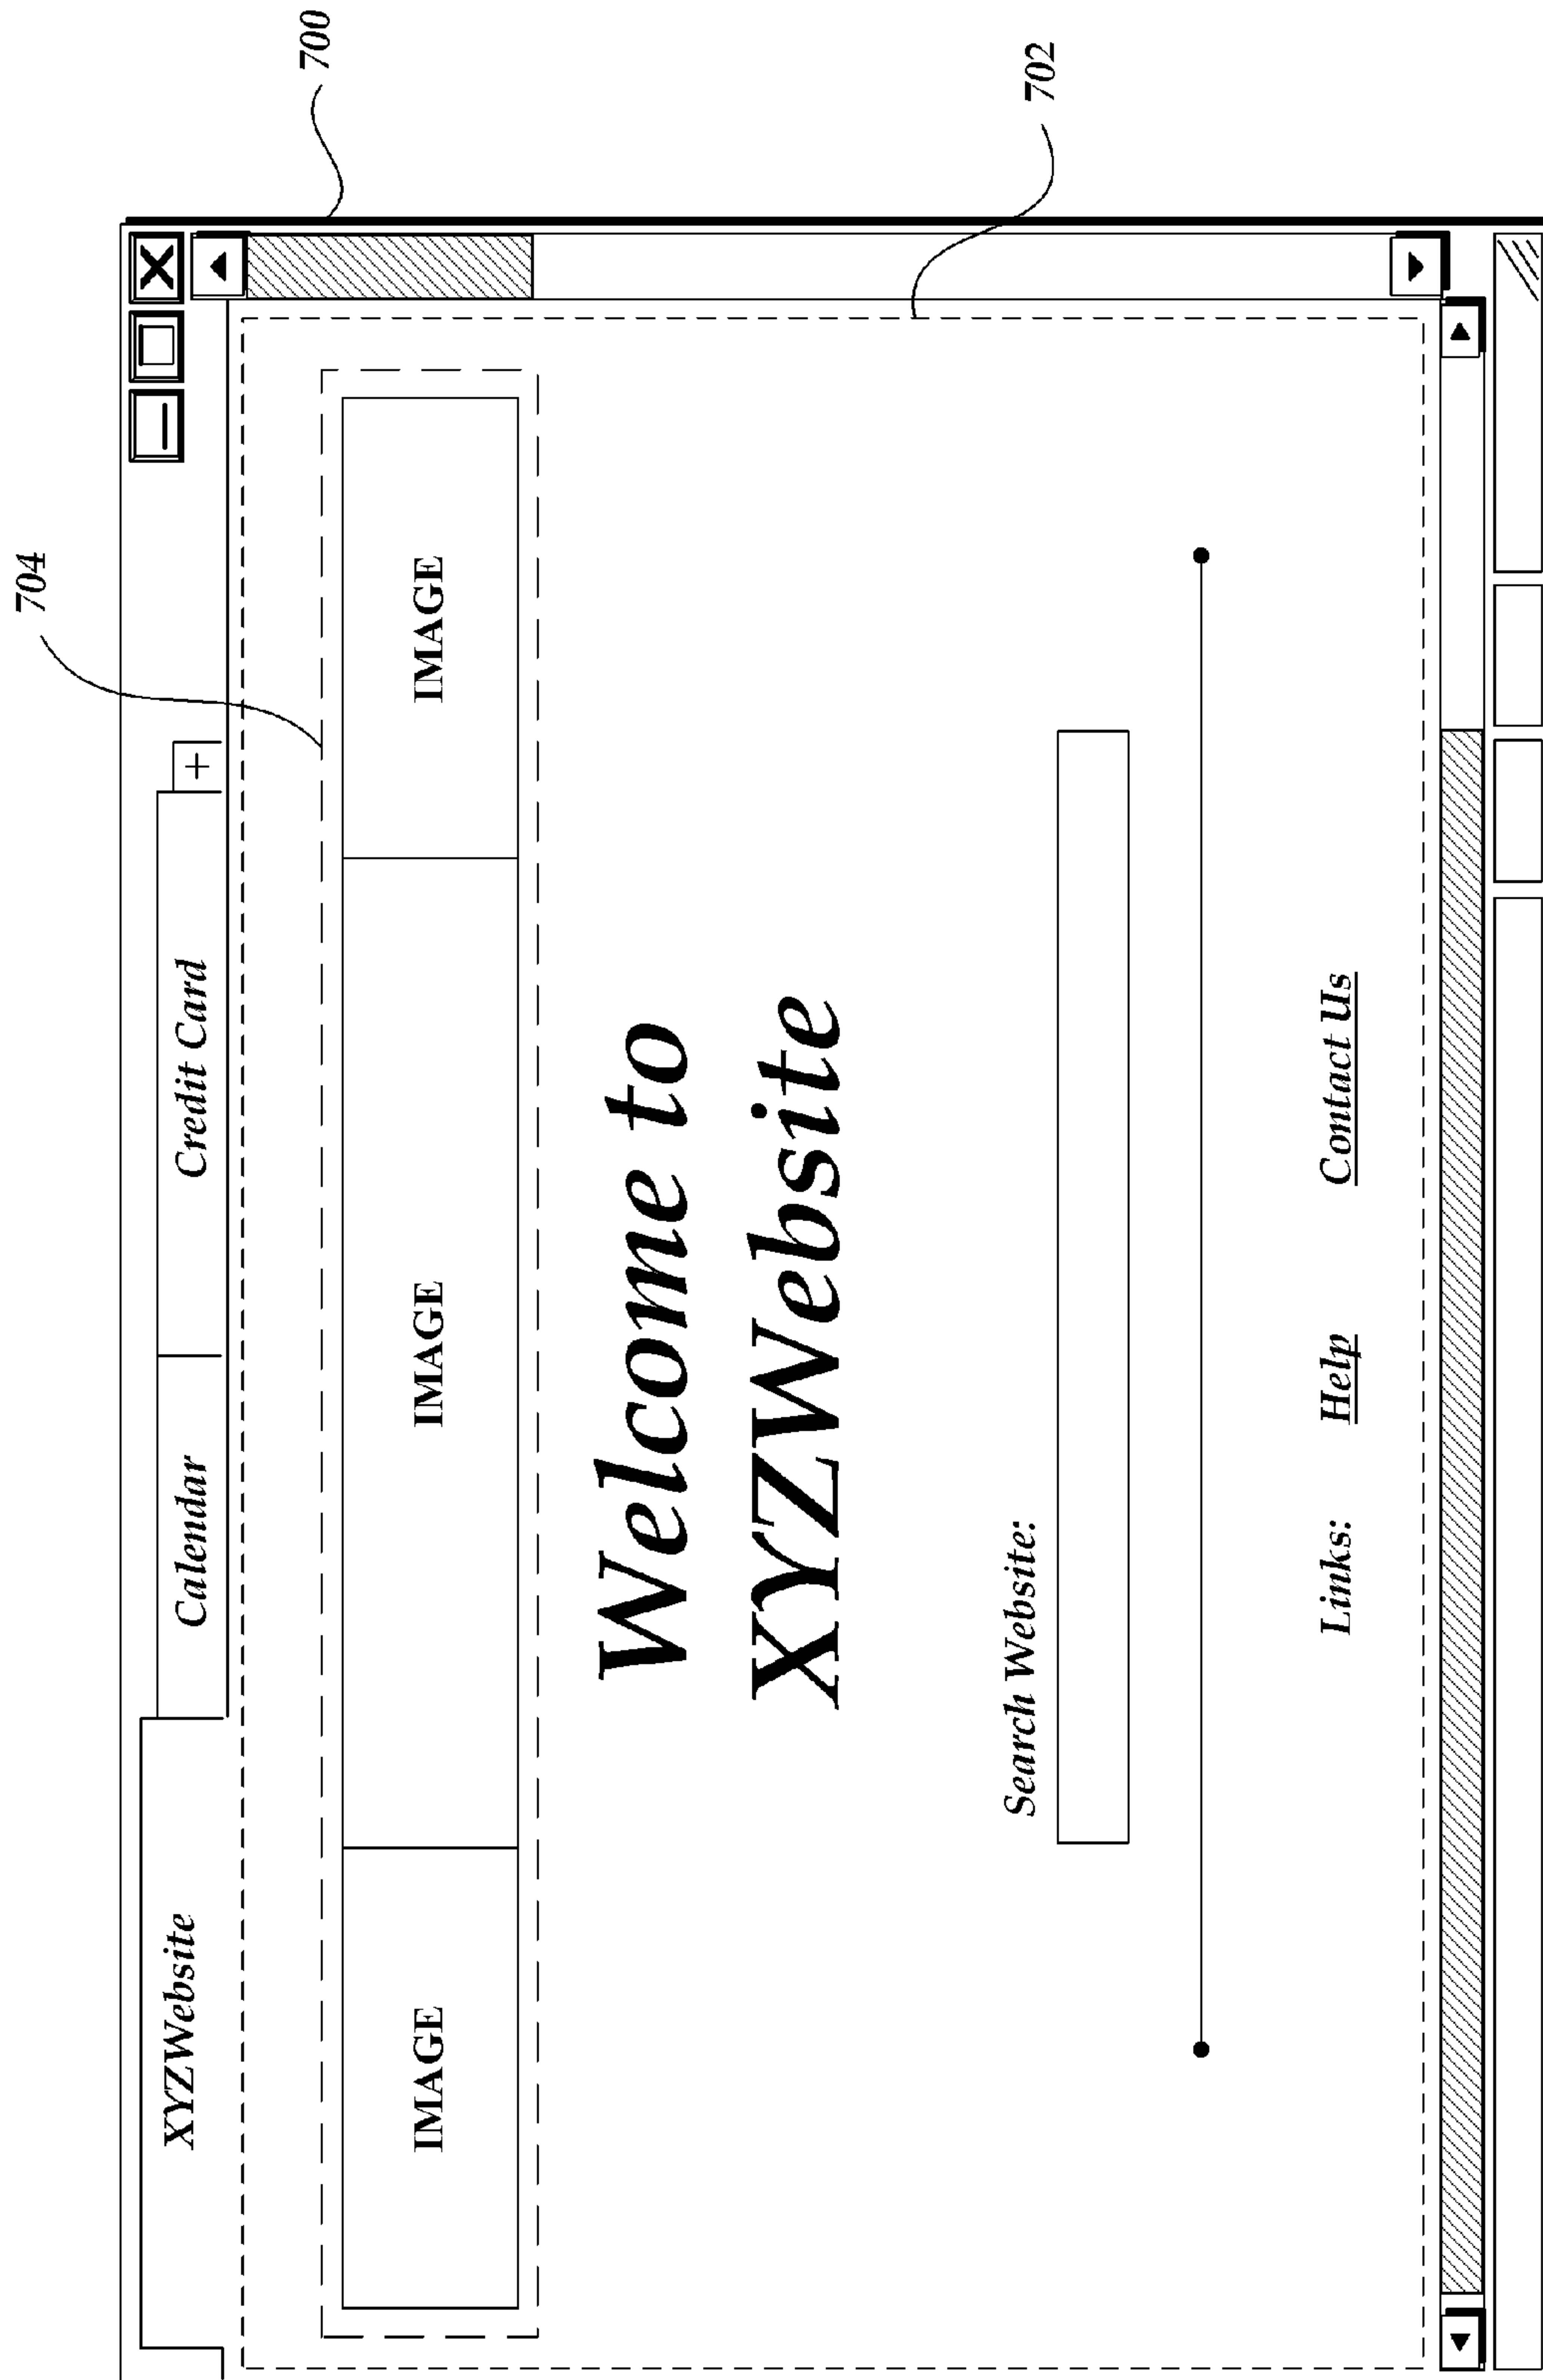 700
704
XYZWebsite
Calendar
Credit Card
+
702
IMAGE
IMAGE
IMAGE
Welcome to
XYZWebsite
Search Website:
Links: Help Contact Us